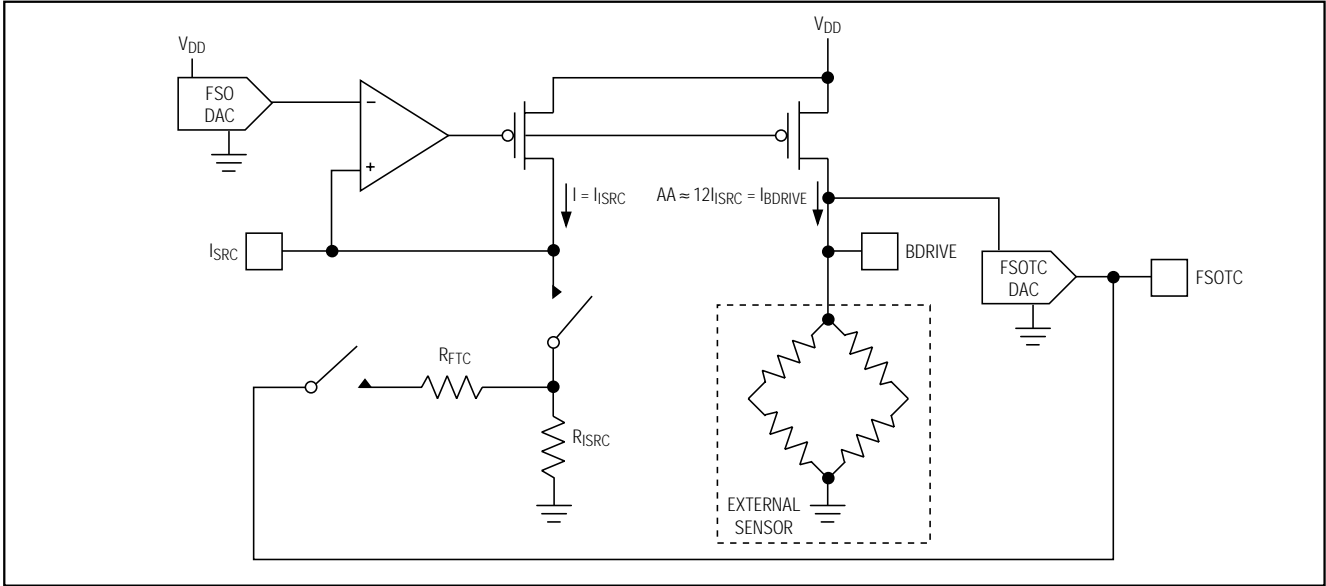 VDD
VDD
FSO
DAC
−
+
I = IISRC
AA ≈ 12IISRC = IBDRIVE
ISRC
BDRIVE
FSOTC
DAC
FSOTC
RFTC
RISRC
EXTERNAL
SENSOR